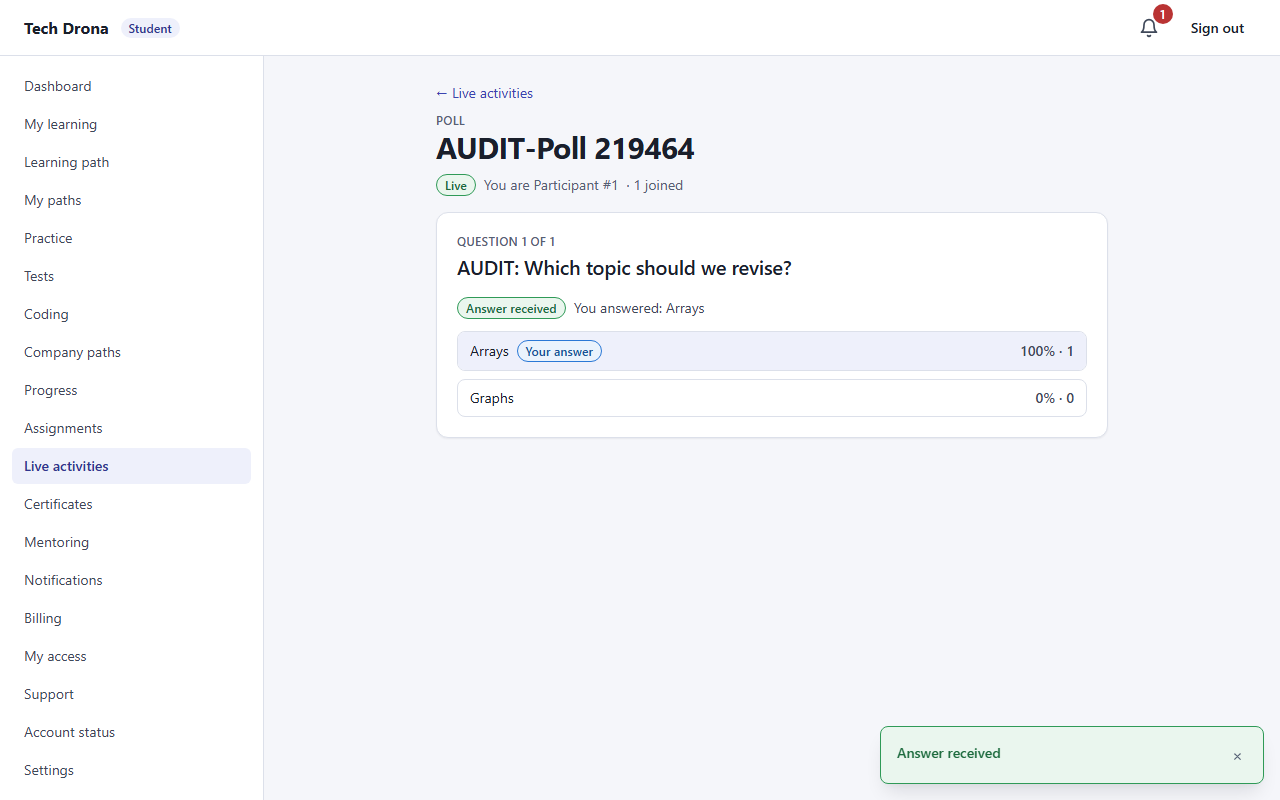 Tech Drona Student 1 Sign out
Dashboard
My learning
Learning path
My paths
Practice
Tests
Coding
Company paths
Progress
Assignments
Live activities
Certificates
Mentoring
Notifications
Billing
My access
Support
Account status
Settings
← Live activities
POLL
AUDIT-Poll 219464
Live You are Participant #1 · 1 joined
QUESTION 1 OF 1
AUDIT: Which topic should we revise?
Answer received You answered: Arrays
Arrays Your answer 100% · 1
Graphs 0% · 0
Answer received ×